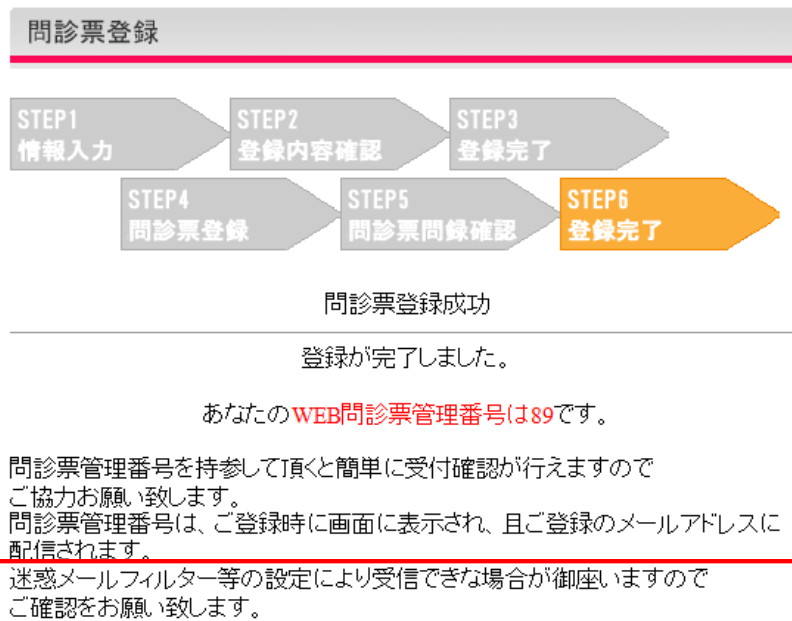 問診票登録
STEP1
情報入力
STEP2
登録内容確認
STEP3
登録完了
STEP4
問診票登録
STEP5
問診票問録確認
STEP6
登録完了
問診票登録成功
登録が完了しました。
あなたのWEB問診票管理番号は89です。
問診票管理番号を持参して頂くと簡単に受付確認が行えますので
ご協力お願い致します。
問診票管理番号は、ご登録時に画面に表示され、且ご登録のメールアドレスに
配信されます。
迷惑メールフィルター等の設定により受信できな場合が御座いますので
ご確認をお願い致します。